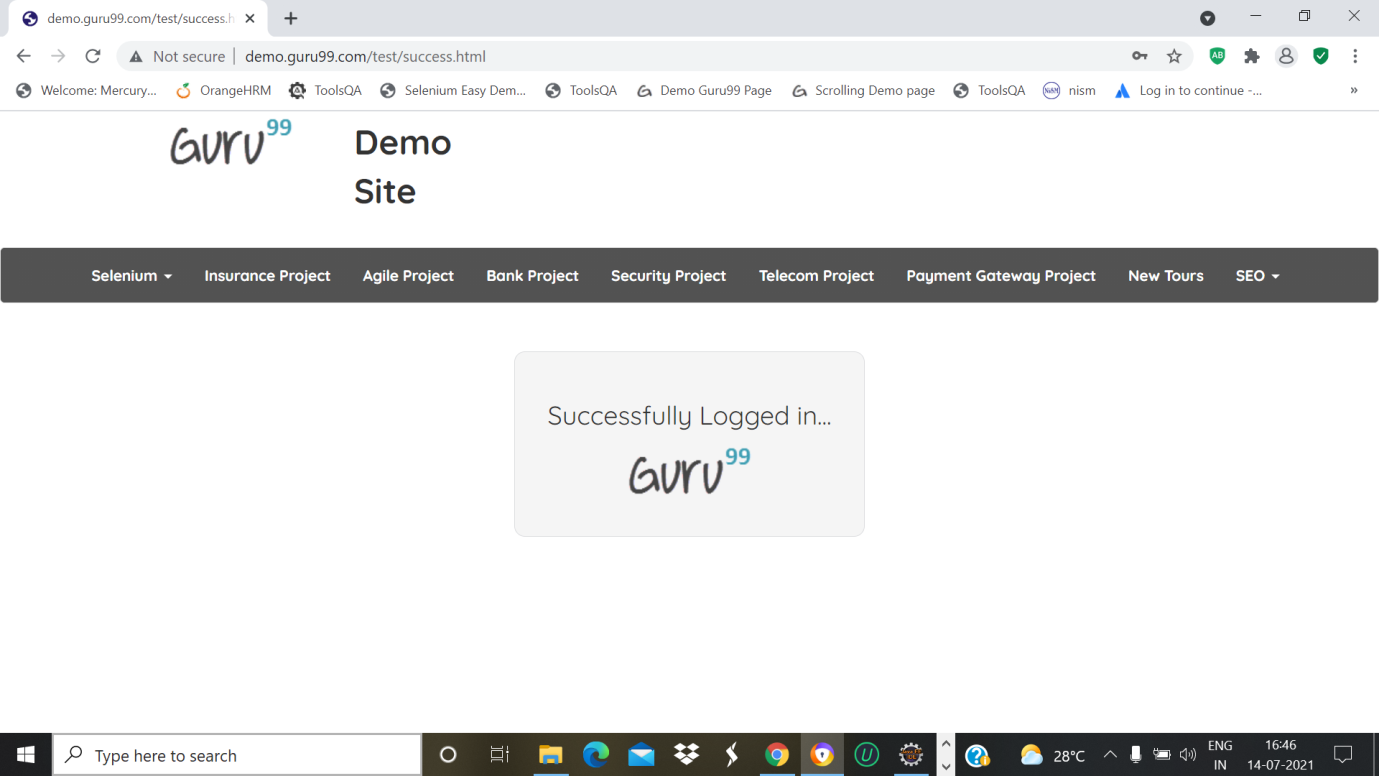 demo.guru99.com/test/success.h
Not secure demo.guru99.com/test/success.html
AB
Welcome: Mercury... OrangeHRM ToolsQA Selenium Easy Dem... ToolsQA Demo Guru99 Page Scrolling Demo page ToolsQA NISM nism Log in to continue -... »
Guru99
Demo
Site
Selenium Insurance Project Agile Project Bank Project Security Project Telecom Project Payment Gateway Project New Tours SEO
Successfully Logged in...
Guru99
Type here to search
U
?
28°C
ENG
IN
16:46
14-07-2021